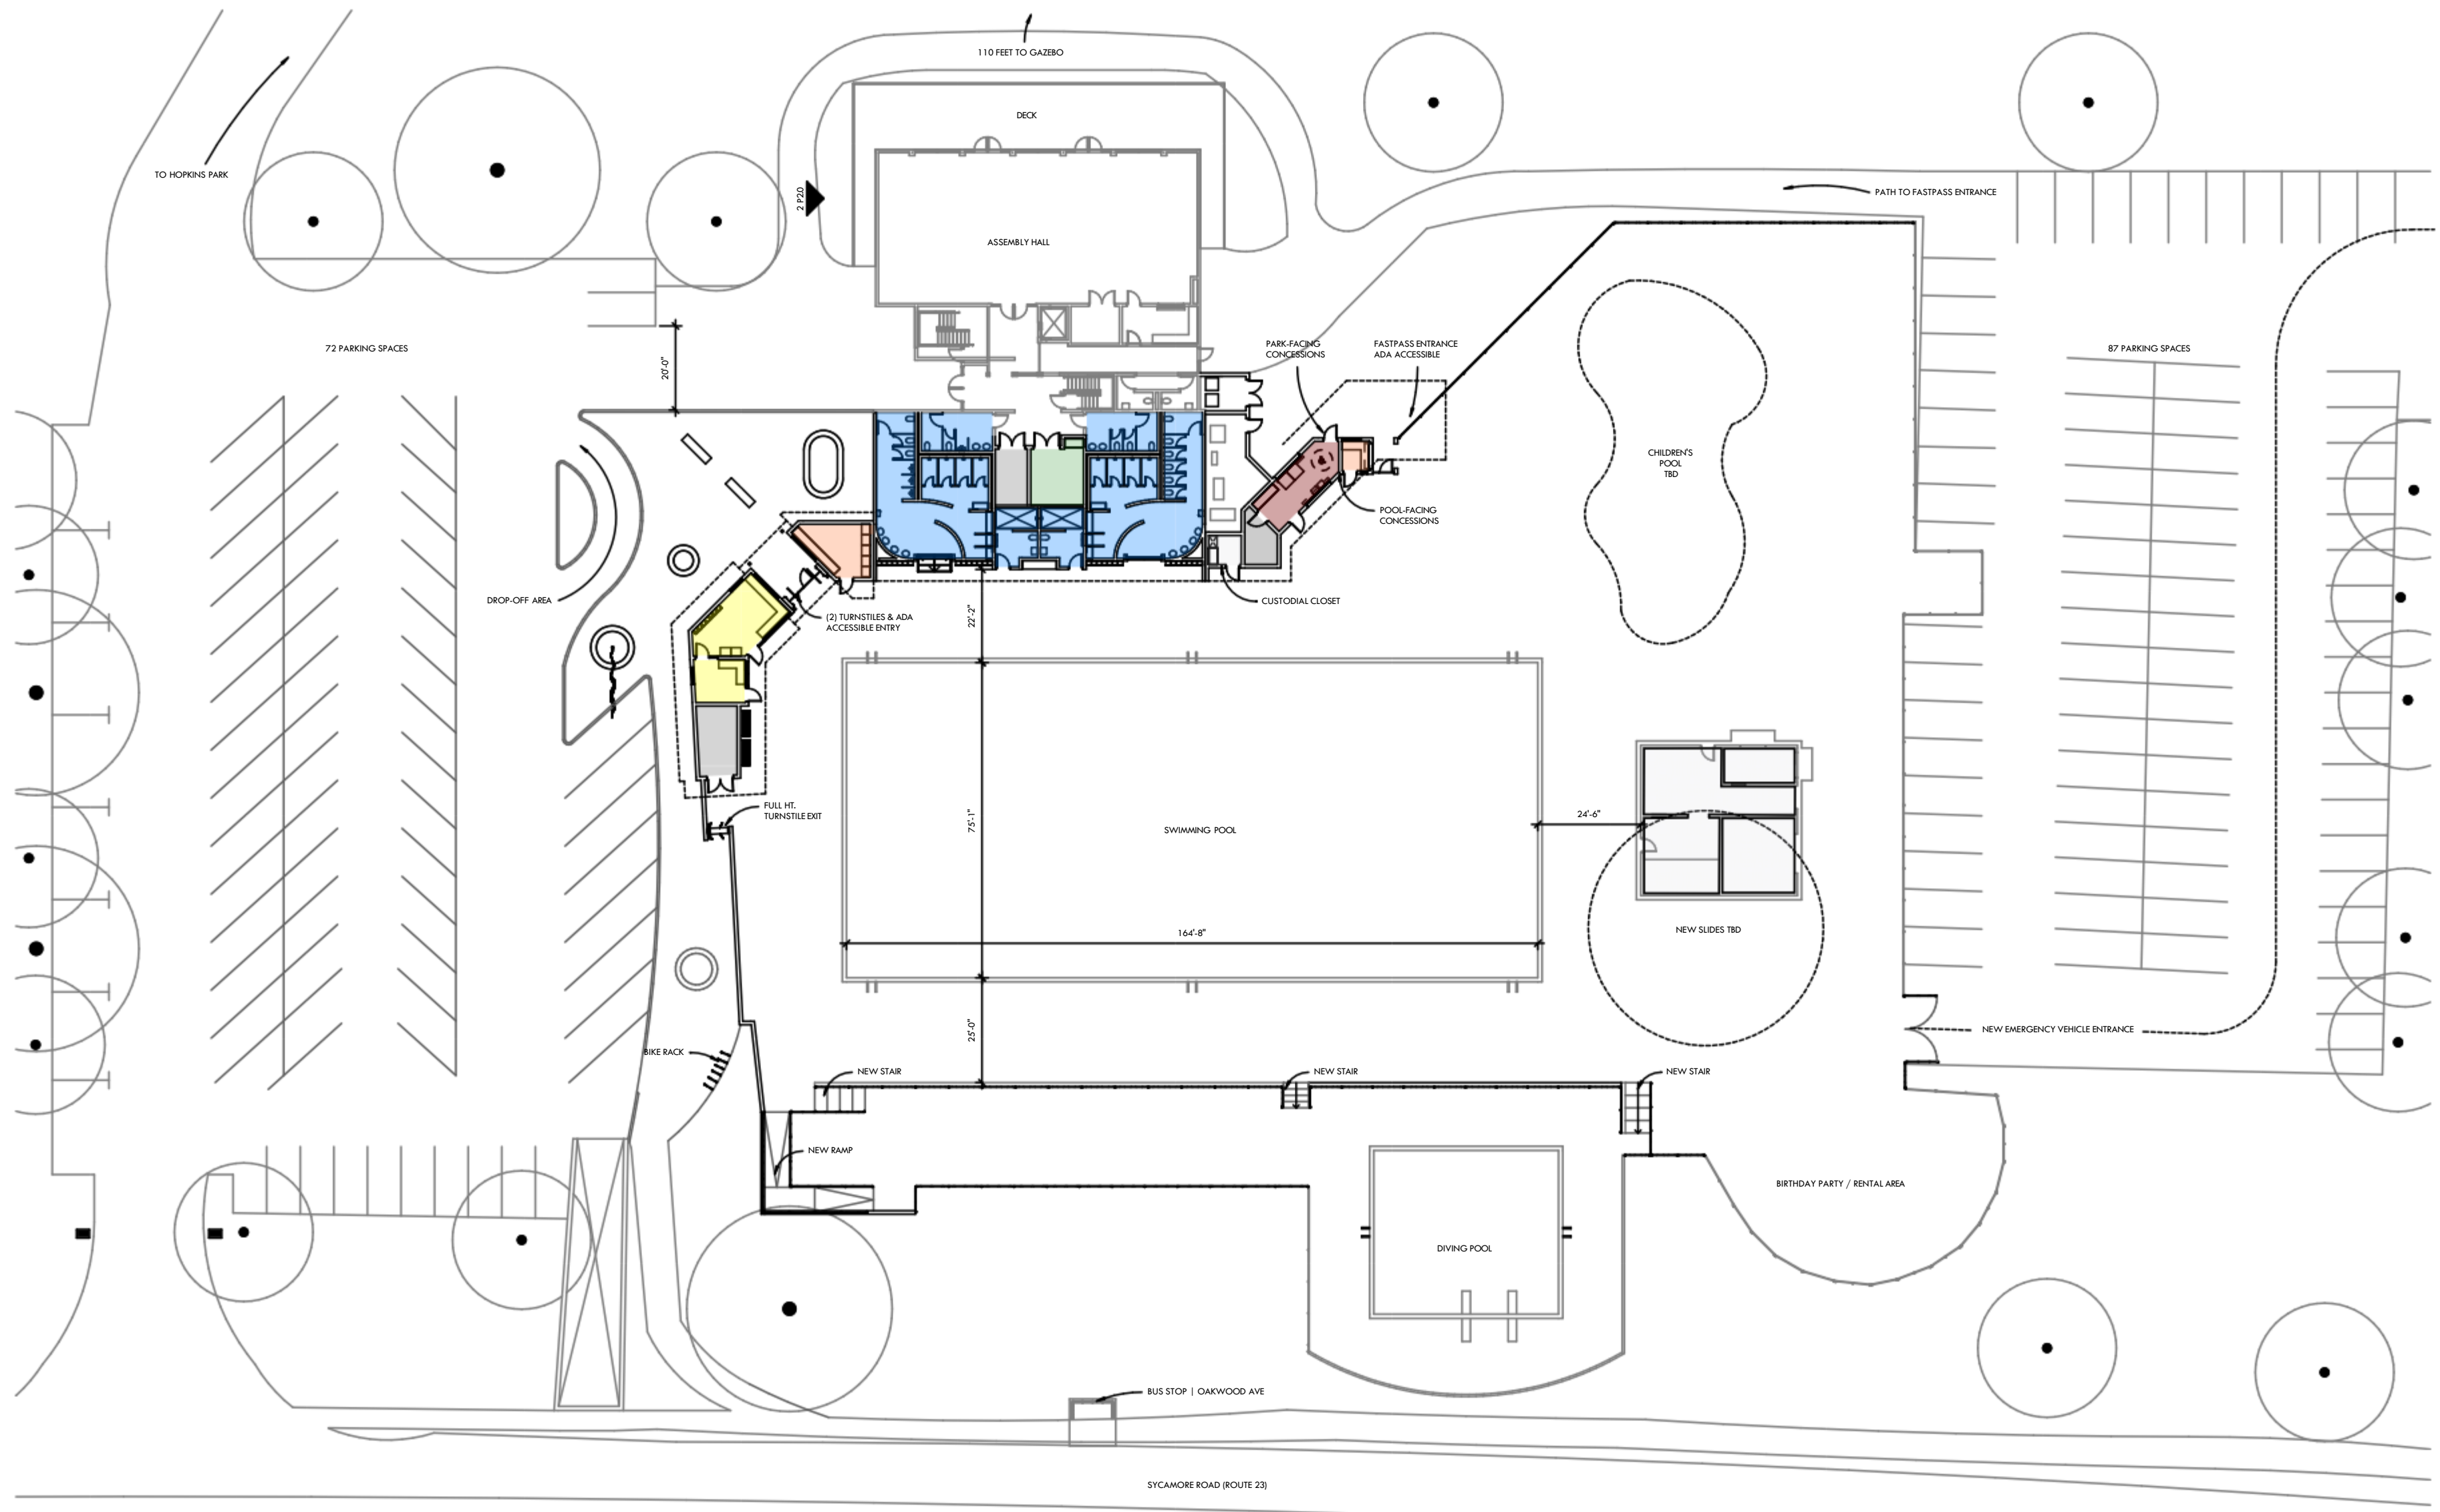 110 FEET TO GAZEBO
DECK
TO HOPKINS PARK
2 P2.0
PATH TO FASTPASS ENTRANCE
ASSEMBLY HALL
72 PARKING SPACES
20'-0"
PARK-FACING
CONCESSIONS
FASTPASS ENTRANCE
ADA ACCESSIBLE
87 PARKING SPACES
CHILDREN'S
POOL
TBD
POOL-FACING
CONCESSIONS
DROP-OFF AREA
CUSTODIAL CLOSET
(2) TURNSTILES & ADA
ACCESSIBLE ENTRY
22'-2"
FULL HT.
TURNSTILE EXIT
75'-1"
SWIMMING POOL
24'-6"
164'-8"
NEW SLIDES TBD
25'-0"
NEW EMERGENCY VEHICLE ENTRANCE
BIKE RACK
NEW STAIR
NEW STAIR
NEW STAIR
NEW RAMP
BIRTHDAY PARTY / RENTAL AREA
DIVING POOL
BUS STOP | OAKWOOD AVE
SYCAMORE ROAD (ROUTE 23)